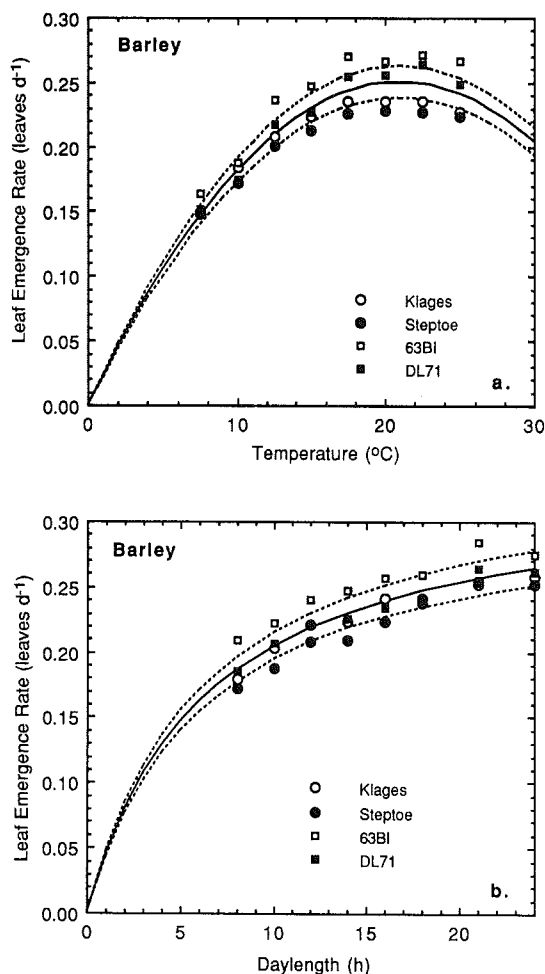 Barley
Leaf Emergence Rate (leaves d-1)
0.30
0.25
0.20
0.15
0.10
0.05
0.00
Klages
Steptoe
63BI
DL71
a.
0 10 20 30
Temperature (ºC)
Barley
Leaf Emergence Rate (leaves d-1)
0.30
0.25
0.20
0.15
0.10
0.05
0.00
Klages
Steptoe
63BI
DL71
b.
0 5 10 15 20
Daylength (h)